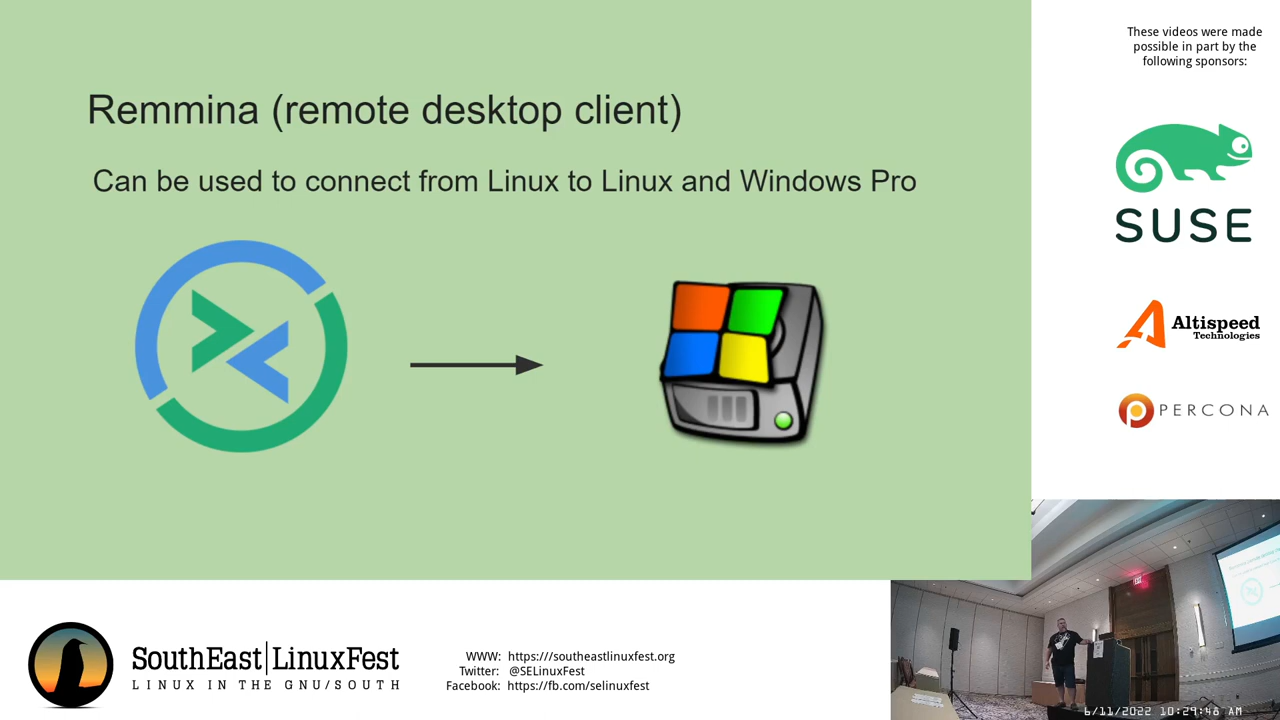 Remmina (remote desktop client)
Can be used to connect from Linux to Linux and Windows Pro
These videos were made
possible in part by the
following sponsors:
SUSE
Altispeed
Technologies
PERCONA
SouthEast|LinuxFest
LINUX IN THE GNU/SOUTH
WWW: https:///southeastlinuxfest.org
Twitter: @SELinuxFest
Facebook: https://fb.com/selinuxfest
EXIT
6/11/2022 10:29:48 AM